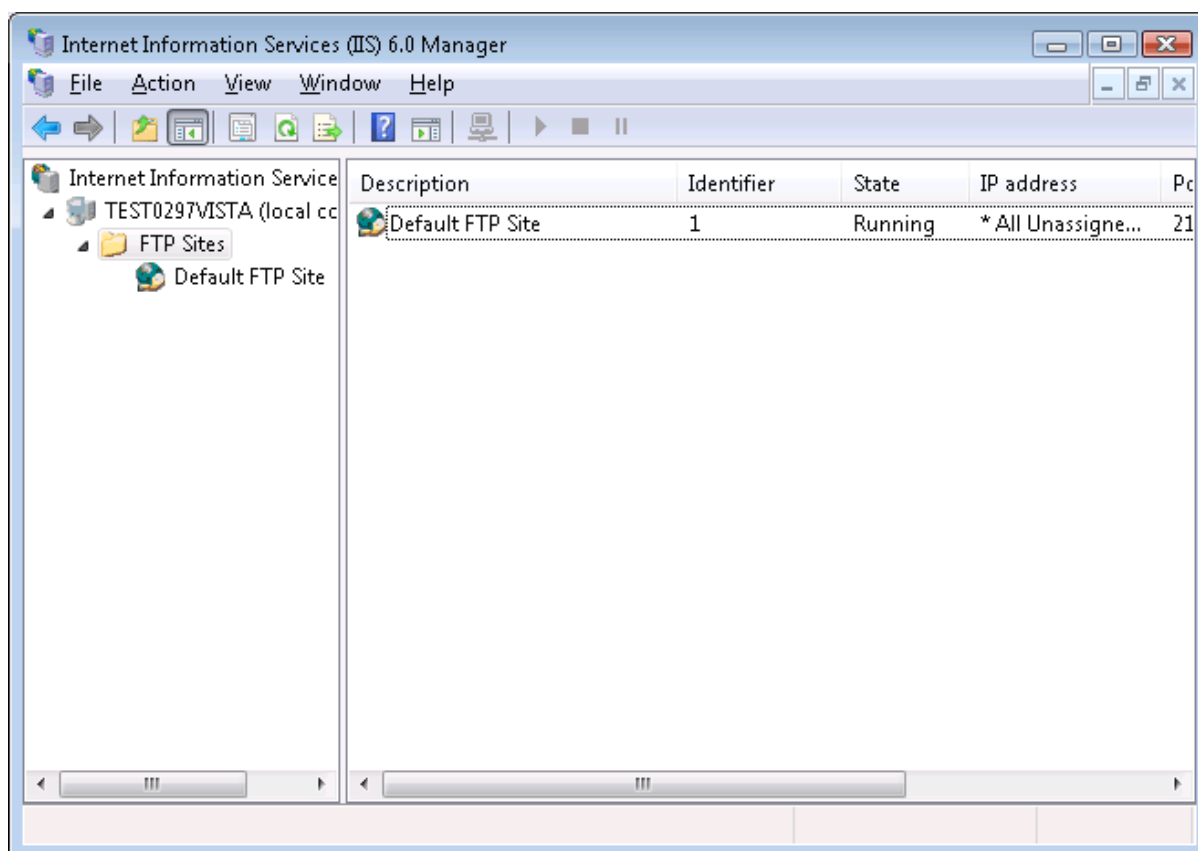 Internet Information Services (IIS) 6.0 Manager
File Action View Window Help
Internet Information Service
Description Identifier State IP address
TEST0297VISTA (local
Default FTP Site 1 Running * All Unassigne... 21
FTP Sites
Default FTP Site